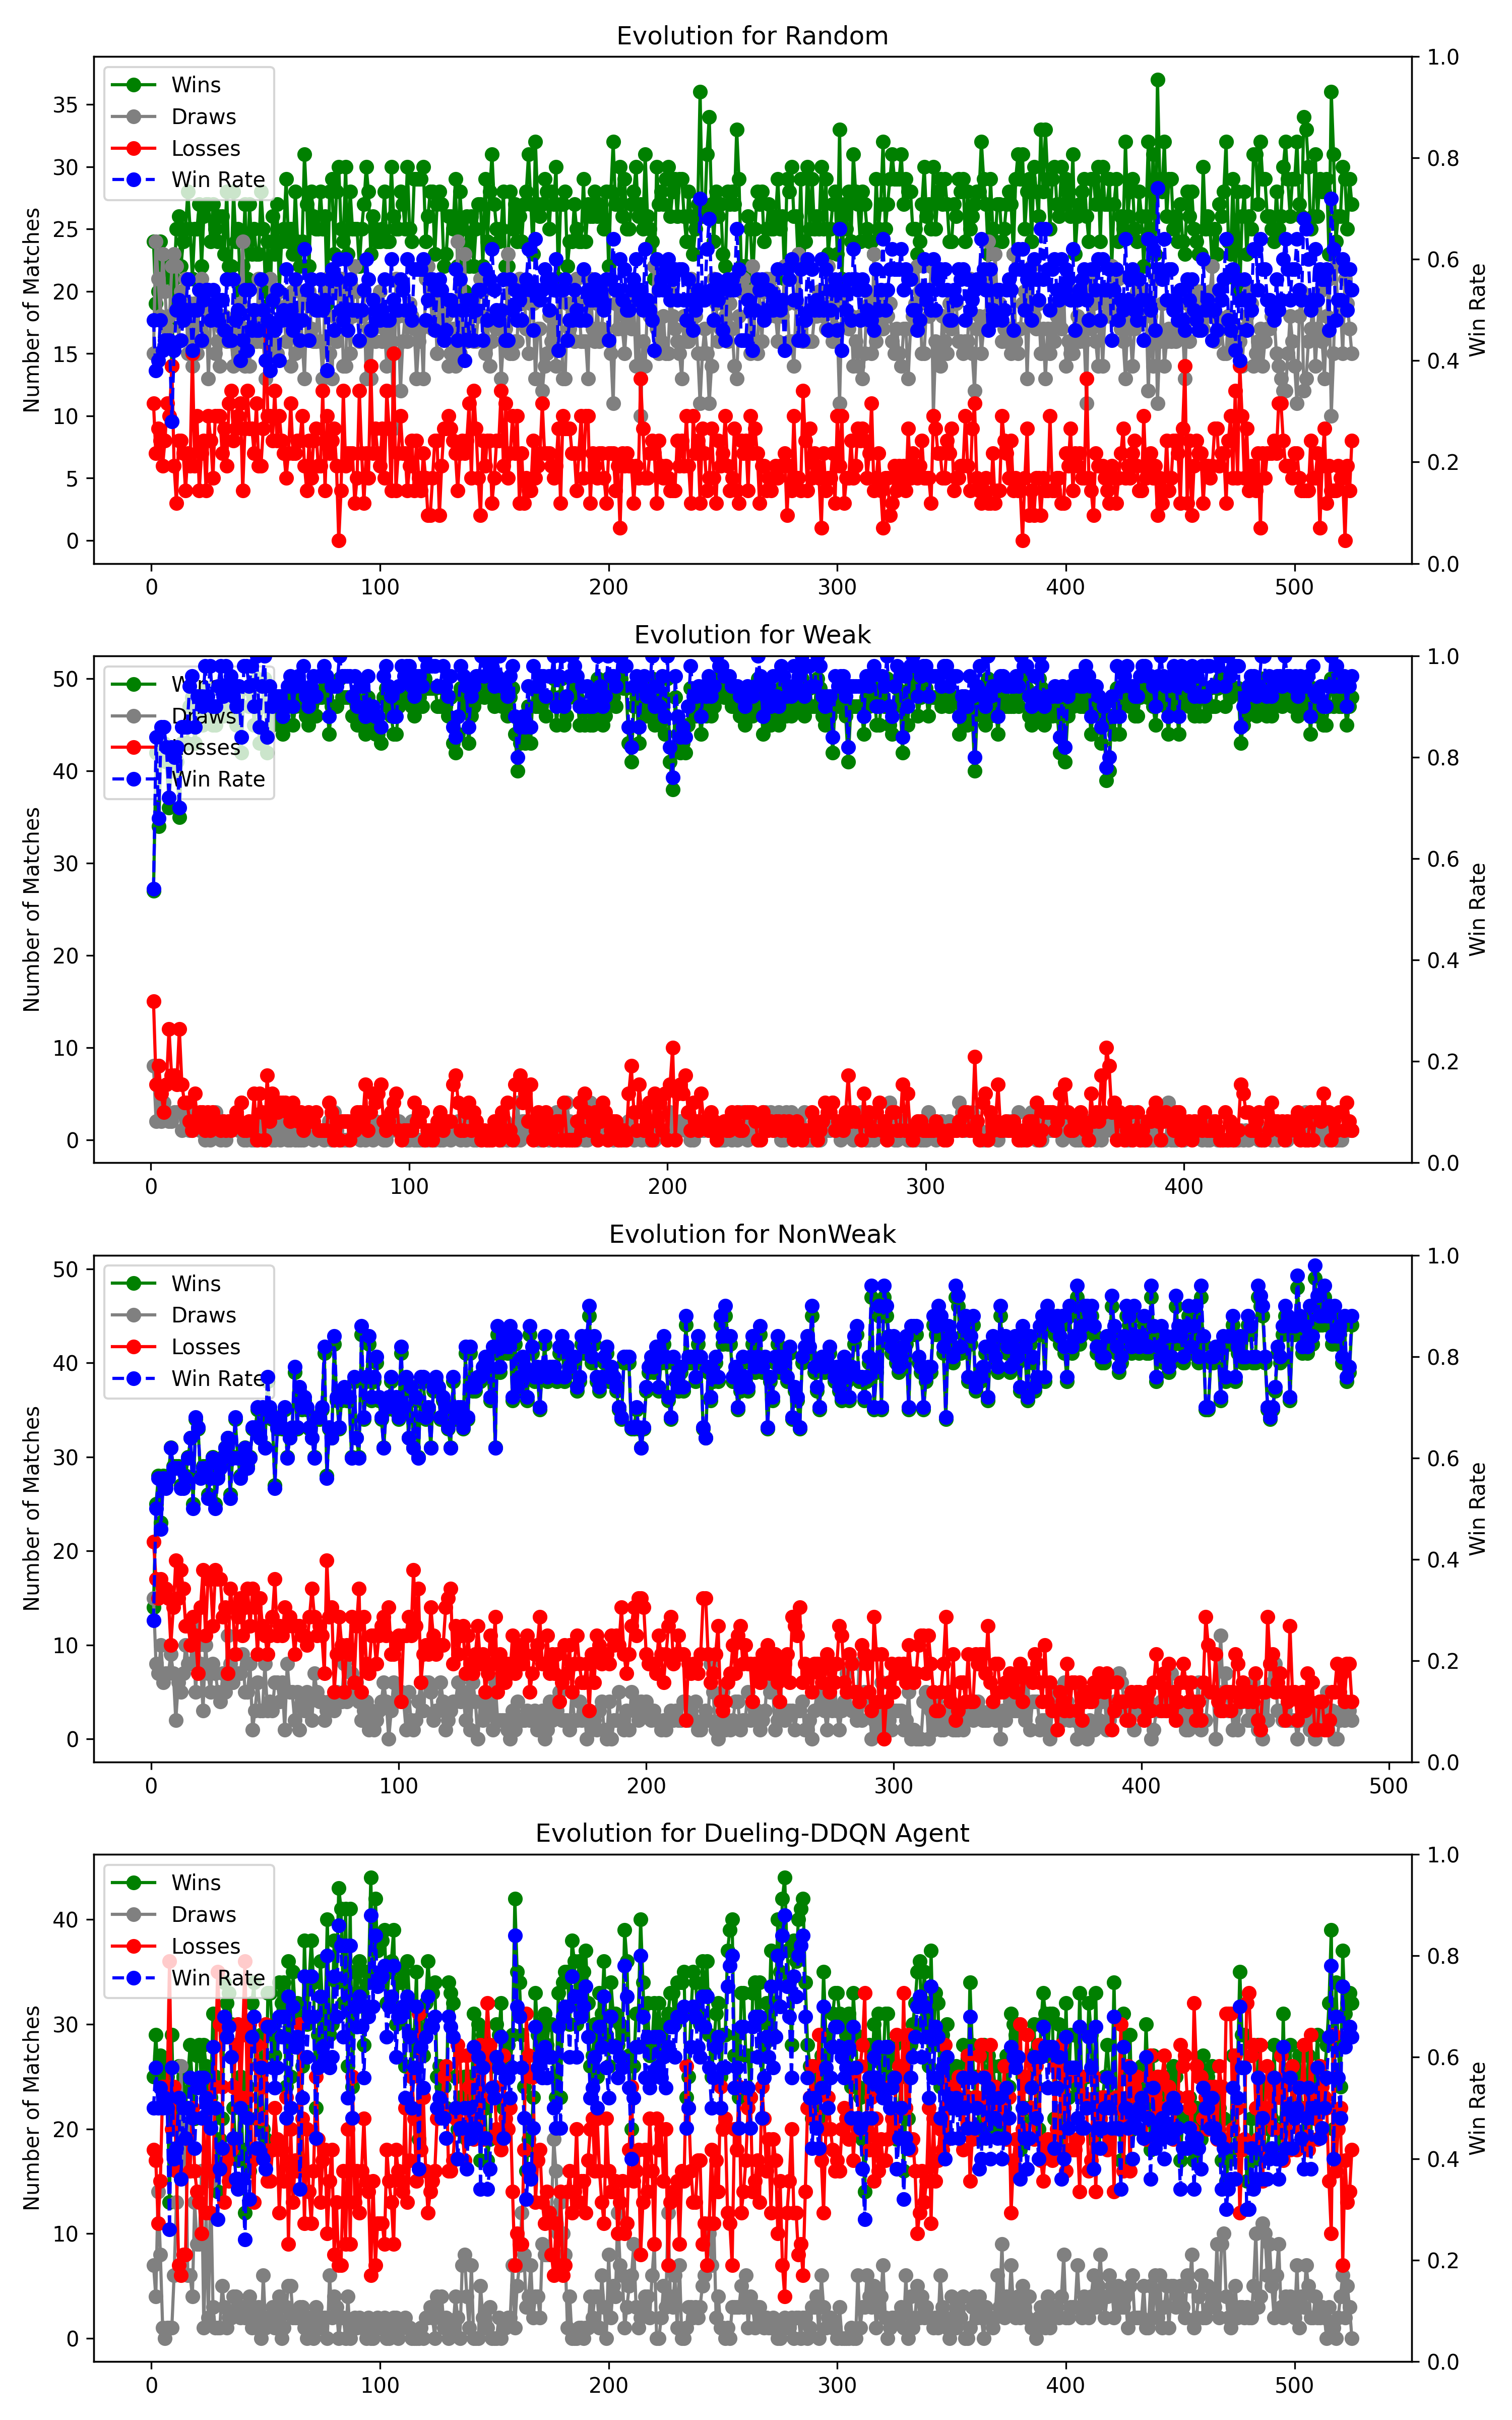 Evolution for Random
Wins
Draws
Losses
Win Rate
Number of Matches
Win Rate
35
30
25
20
15
10
5
0
1.0
0.8
0.6
0.4
0.2
0.0
0 100 200 300 400 500
Evolution for Weak
Wins
Draws
Losses
Win Rate
Number of Matches
Win Rate
50
40
30
20
10
0
1.0
0.8
0.6
0.4
0.2
0.0
0 100 200 300 400
Evolution for NonWeak
Wins
Draws
Losses
Win Rate
Number of Matches
Win Rate
50
40
30
20
10
0
1.0
0.8
0.6
0.4
0.2
0.0
0 100 200 300 400 500
Evolution for Dueling-DDQN Agent
Wins
Draws
Losses
Win Rate
Number of Matches
Win Rate
40
30
20
10
0
1.0
0.8
0.6
0.4
0.2
0.0
0 100 200 300 400 500